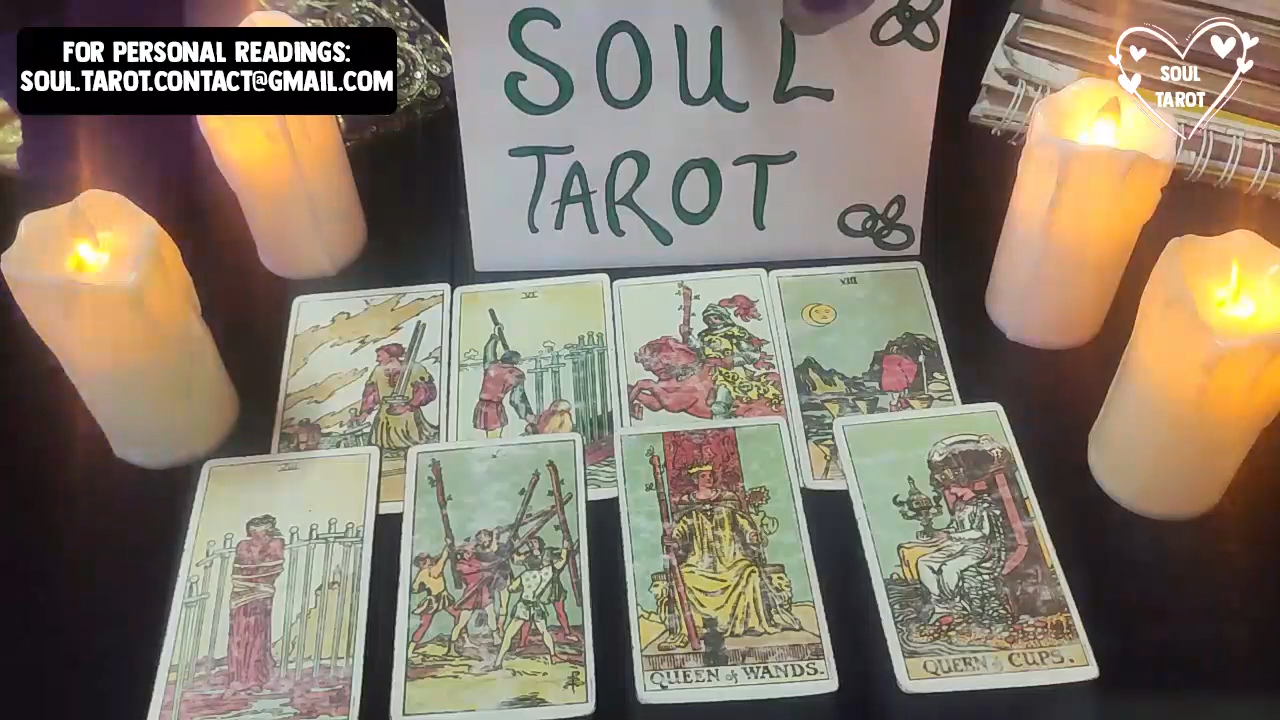 FOR PERSONAL READINGS:
SOUL.TAROT.CONTACT@GMAIL.COM
SOUL
TAROT
SOUL
TAROT
VI
VIII
VIII
V
QUEEN of WANDS.
QUEEN of CUPS.